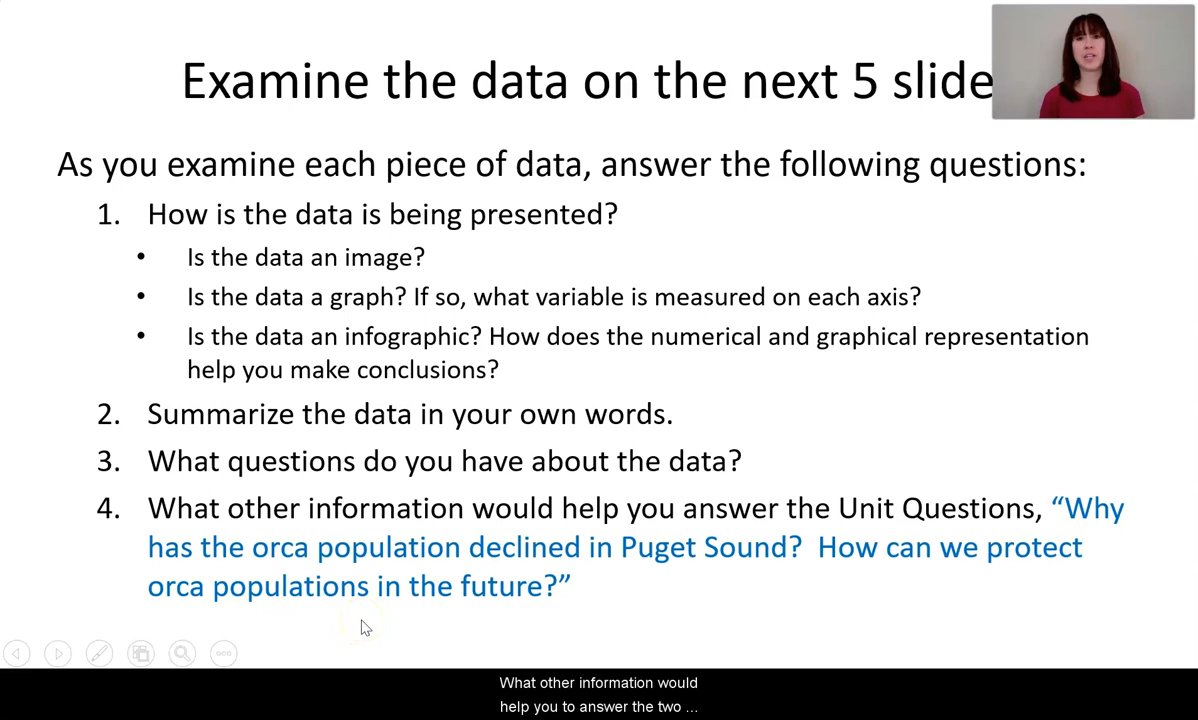 Examine the data on the next 5 slide
As you examine each piece of data, answer the following questions:
1. How is the data is being presented?
• Is the data an image?
• Is the data a graph? If so, what variable is measured on each axis?
• Is the data an infographic? How does the numerical and graphical representation
help you make conclusions?
2. Summarize the data in your own words.
3. What questions do you have about the data?
4. What other information would help you answer the Unit Questions, “Why
has the orca population declined in Puget Sound? How can we protect
orca populations in the future?”
What other information would
help you to answer the two ...